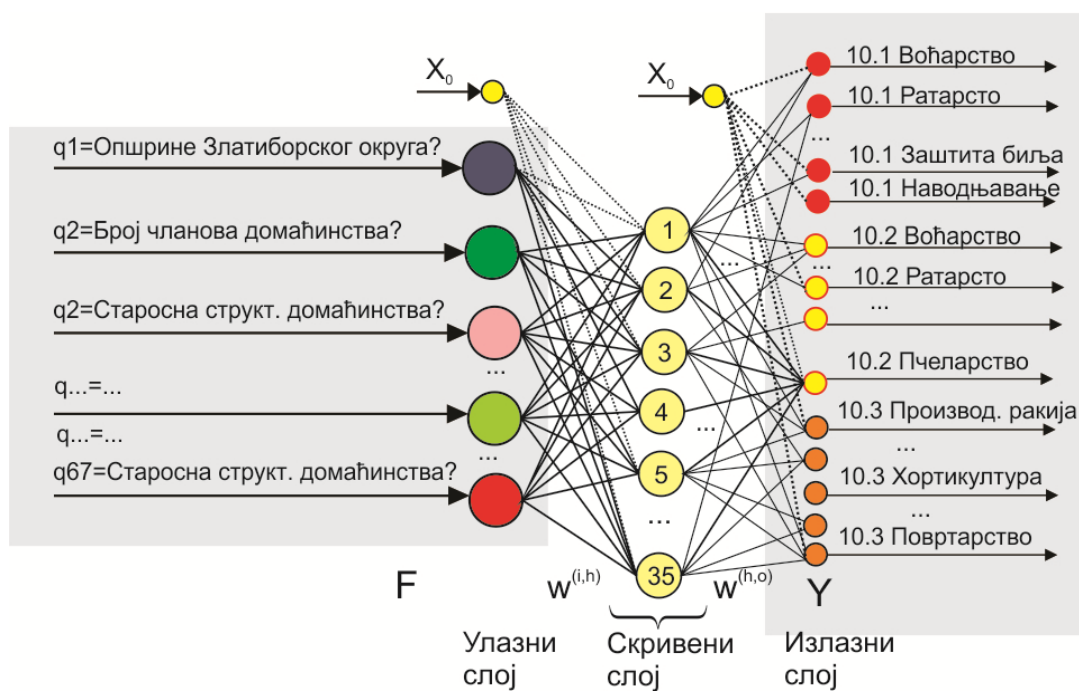 X₀
q1=Општрине Златиборског округа?
q2=Број чланова домаћинства?
q2=Старосна структ. домаћинства?
...
q...=...
q...=...
...
q67=Старосна структ. домаћинства?
F
w(i,h)
Улазни
слој
X₀
1
2
3
4
5
...
35
Скривени
слој
...
...
w(h,o)
10.1 Воћарство
10.1 Ратарсто
...
10.1 Заштита биља
10.1 Наводњавање
10.2 Воћарство
...
10.2 Ратарсто
...
10.2 Пчеларство
10.3 Производ. ракија
...
10.3 Хортикултура
...
10.3 Повртарство
Y
Излазни
слој